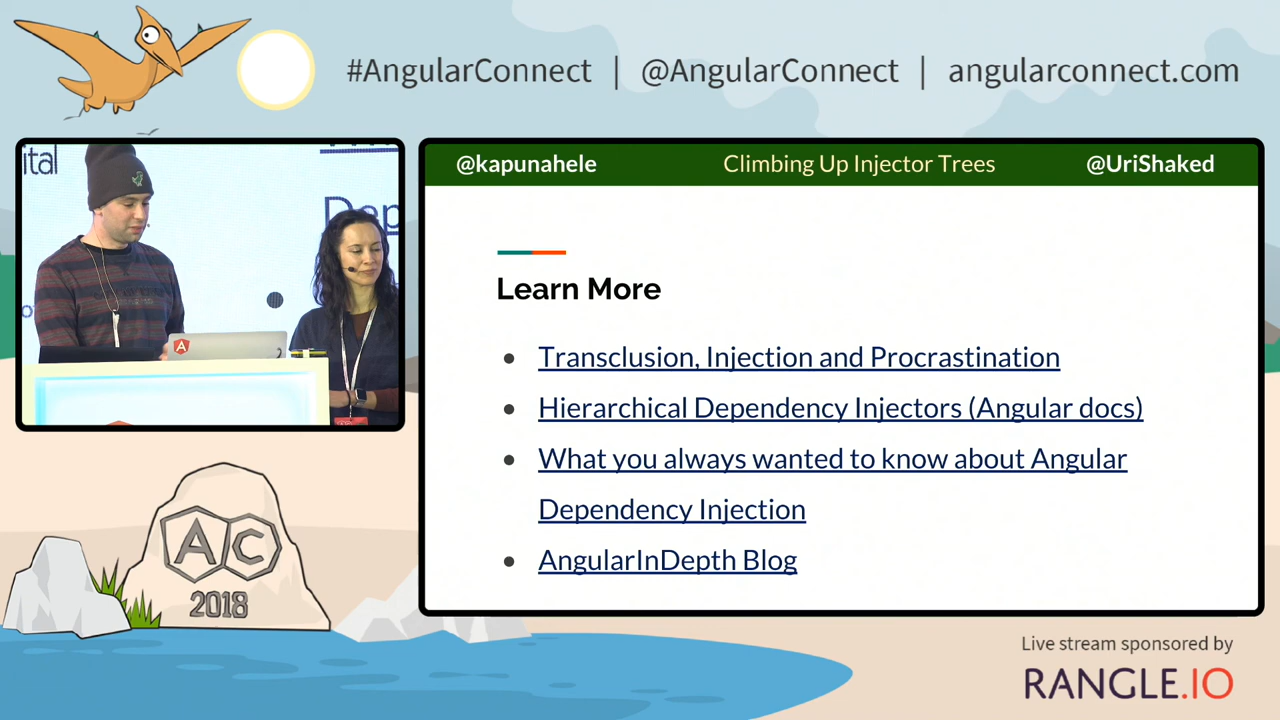 #AngularConnect | @AngularConnect | angularconnect.com
@kapunahele Climbing Up Injector Trees @UriShaked
ital
Dep
Learn More
• Transclusion, Injection and Procrastination
• Hierarchical Dependency Injectors (Angular docs)
• What you always wanted to know about Angular
Dependency Injection
• AngularInDepth Blog
AC
2018
Live stream sponsored by
RANGLE.IO